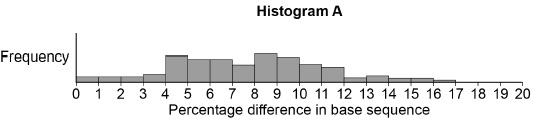 Histogram A
Frequency
0 1 2 3 4 5 6 7 8 9 10 11 12 13 14 15 16 17 18 19 20
Percentage difference in base sequence